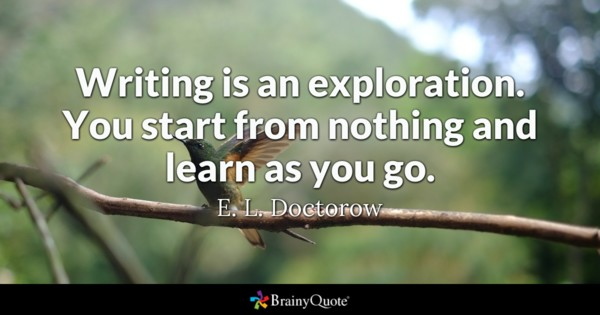 Writing is an exploration.
You start from nothing and
learn as you go.
E. L. Doctorow
BrainyQuote